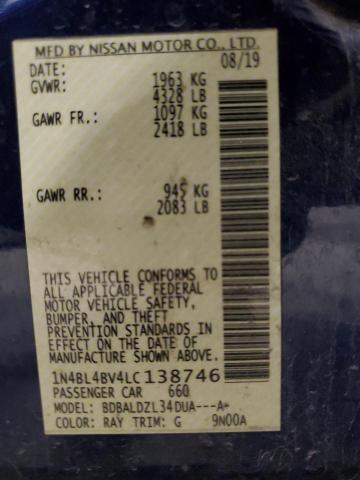 MFD BY NISSAN MOTOR CO., LTD.
DATE: 08/19
GVWR: 1963 KG
4328 LB
GAWR FR.: 1097 KG
2418 LB
GAWR RR.: 945 KG
2083 LB
THIS VEHICLE CONFORMS TO
ALL APPLICABLE FEDERAL
MOTOR VEHICLE SAFETY,
BUMPER, AND THEFT
PREVENTION STANDARDS IN
EFFECT ON THE DATE OF
MANUFACTURE SHOWN ABOVE.
1N4BL4BV4LC138746
PASSENGER CAR 660
MODEL: BDBALDZL34DUA---A*
COLOR: RAY TRIM: G 9N00A